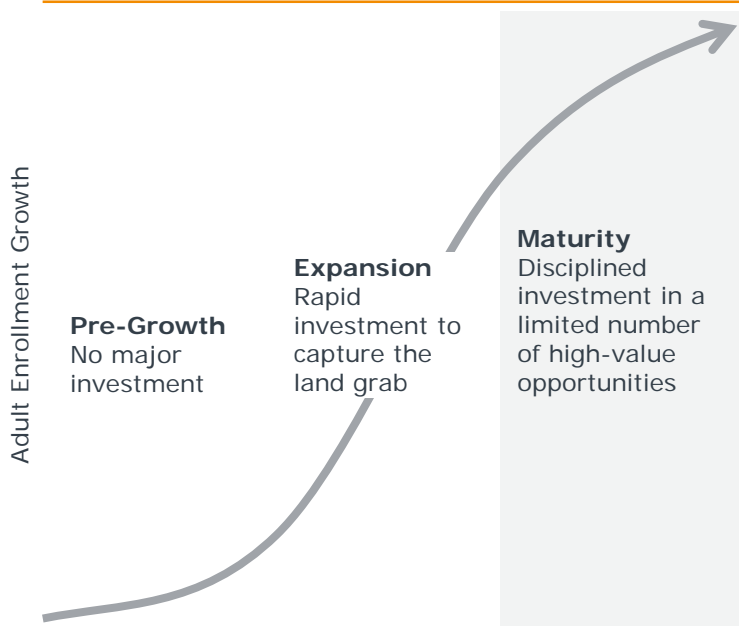 Adult Enrollment Growth
Pre-Growth
No major
investment
Expansion
Rapid
investment to
capture the
land grab
Maturity
Disciplined
investment in a
limited number
of high-value
opportunities